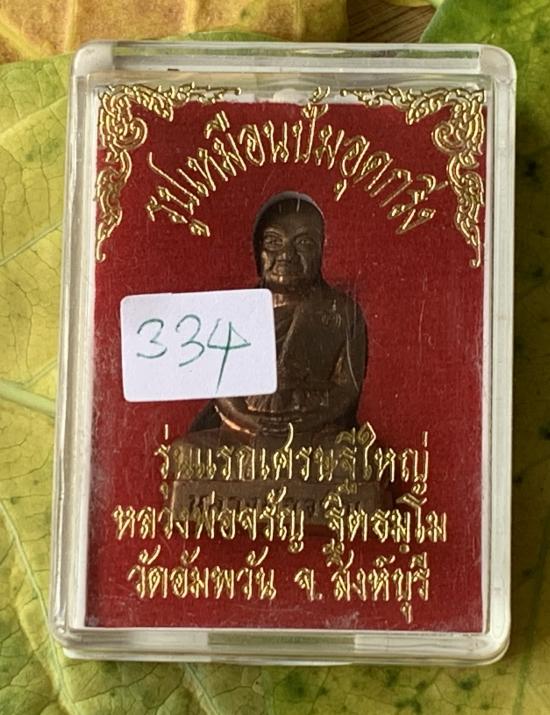 รูปเหมือนปั๊มอุดกริ่ง
334
รุ่นแรกเศรษฐีใหญ่
หลวงพ่อจรัญ ฐิตธมฺโม
วัดอัมพวัน จ.สิงห์บุรี